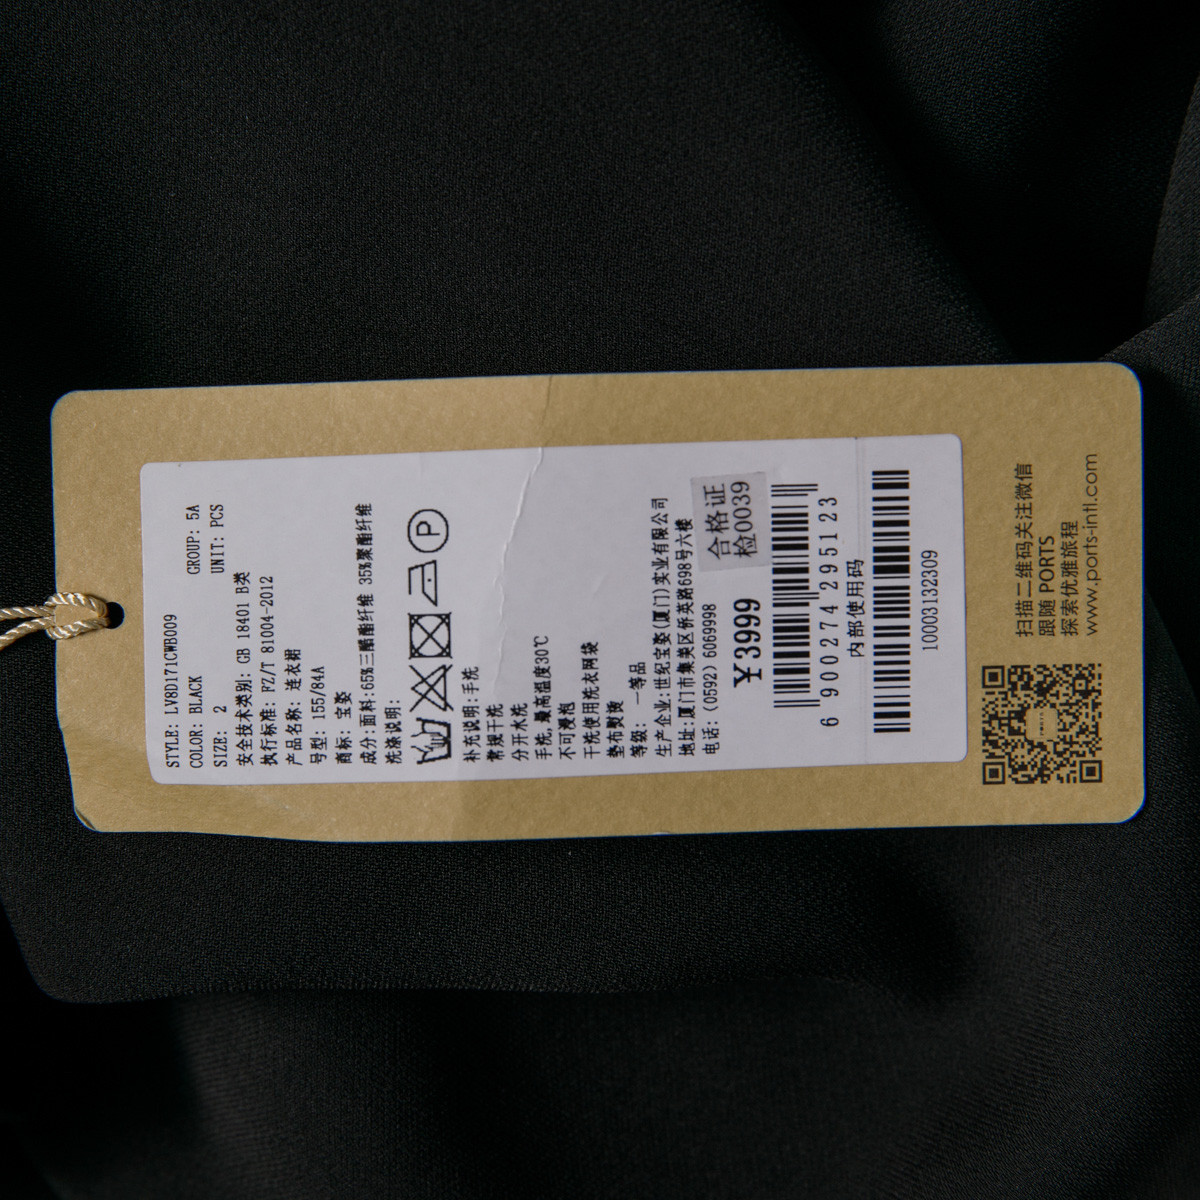 STYLE: LV8D171CWB009
COLOR: BLACK GROUP: 5A
SIZE: 2 UNIT: PCS
安全技术类别: GB 18401 B类
执行标准: FZ/T 81004-2012
产品名称: 连衣裙
号型: 155/84A
商标: 宝姿
成分:面料:65%三醋酯纤维 35%聚酯纤维
洗涤说明:
P
补充说明:手洗
常规干洗
分开水洗
手洗,最高温度30℃
不可浸泡
干洗使用洗衣网袋
垫布熨烫
等级: 一等品
生产企业:世纪宝姿(厦门)实业有限公司
地址:厦门市集美区侨英路698号六楼
电话:(0592)6069998
合格证
检0039
¥3999
6900274295123
内部使用码
10003132309
扫描二维码关注微信
跟随 PORTS
探索优雅旅程
www.ports-intl.com